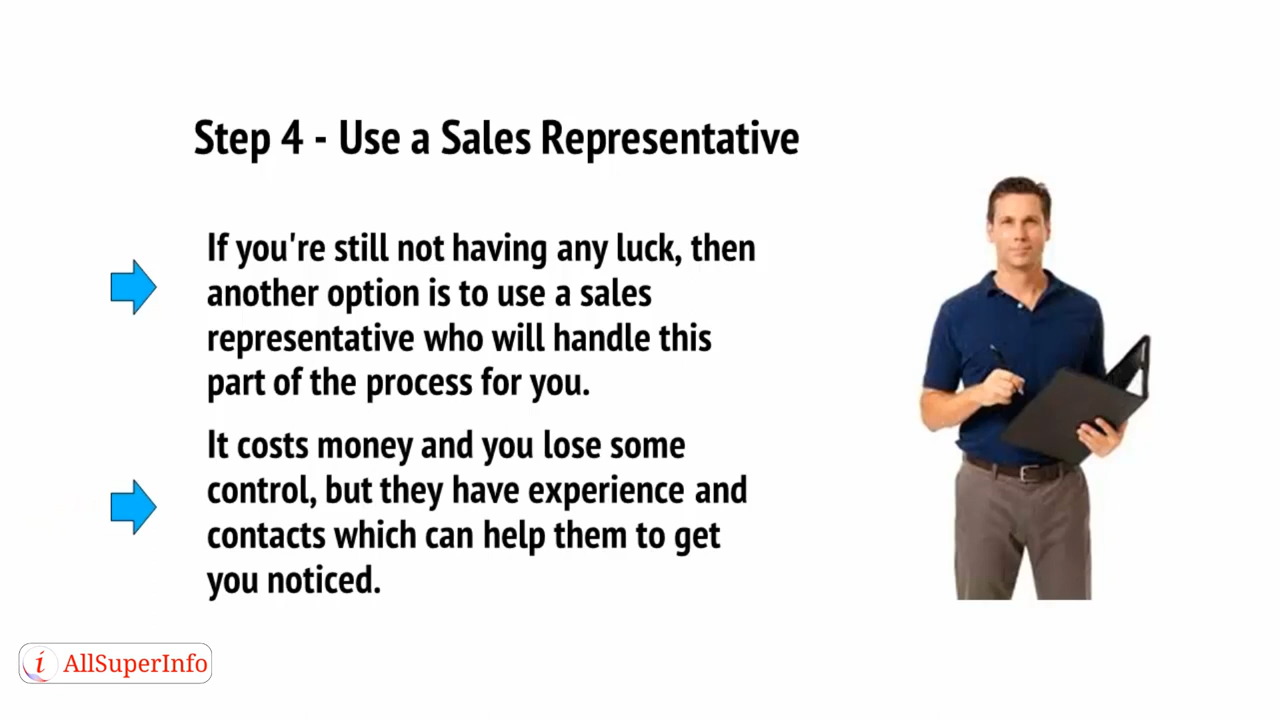 Step 4 - Use a Sales Representative
If you're still not having any luck, then
another option is to use a sales
representative who will handle this
part of the process for you.
It costs money and you lose some
control, but they have experience and
contacts which can help them to get
you noticed.
i AllSuperInfo